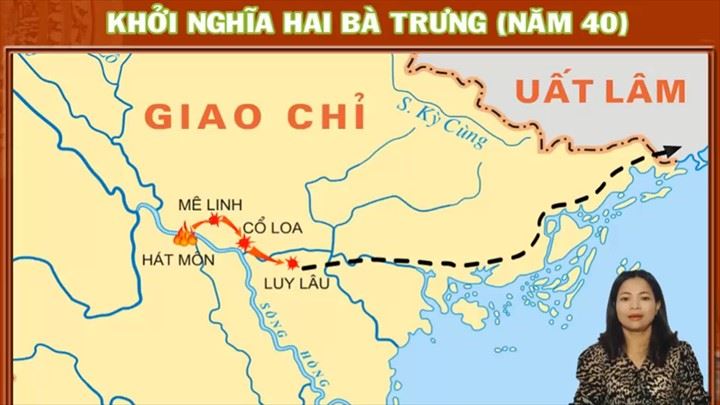 KHỞI NGHĨA HAI BÀ TRƯNG (NĂM 40)
UẤT LÂM
GIAO CHỈ
S. Kỳ Cùng
MÊ LINH
CỔ LOA
HÁT MÔN
LUY LÂU
SÔNG HỒNG